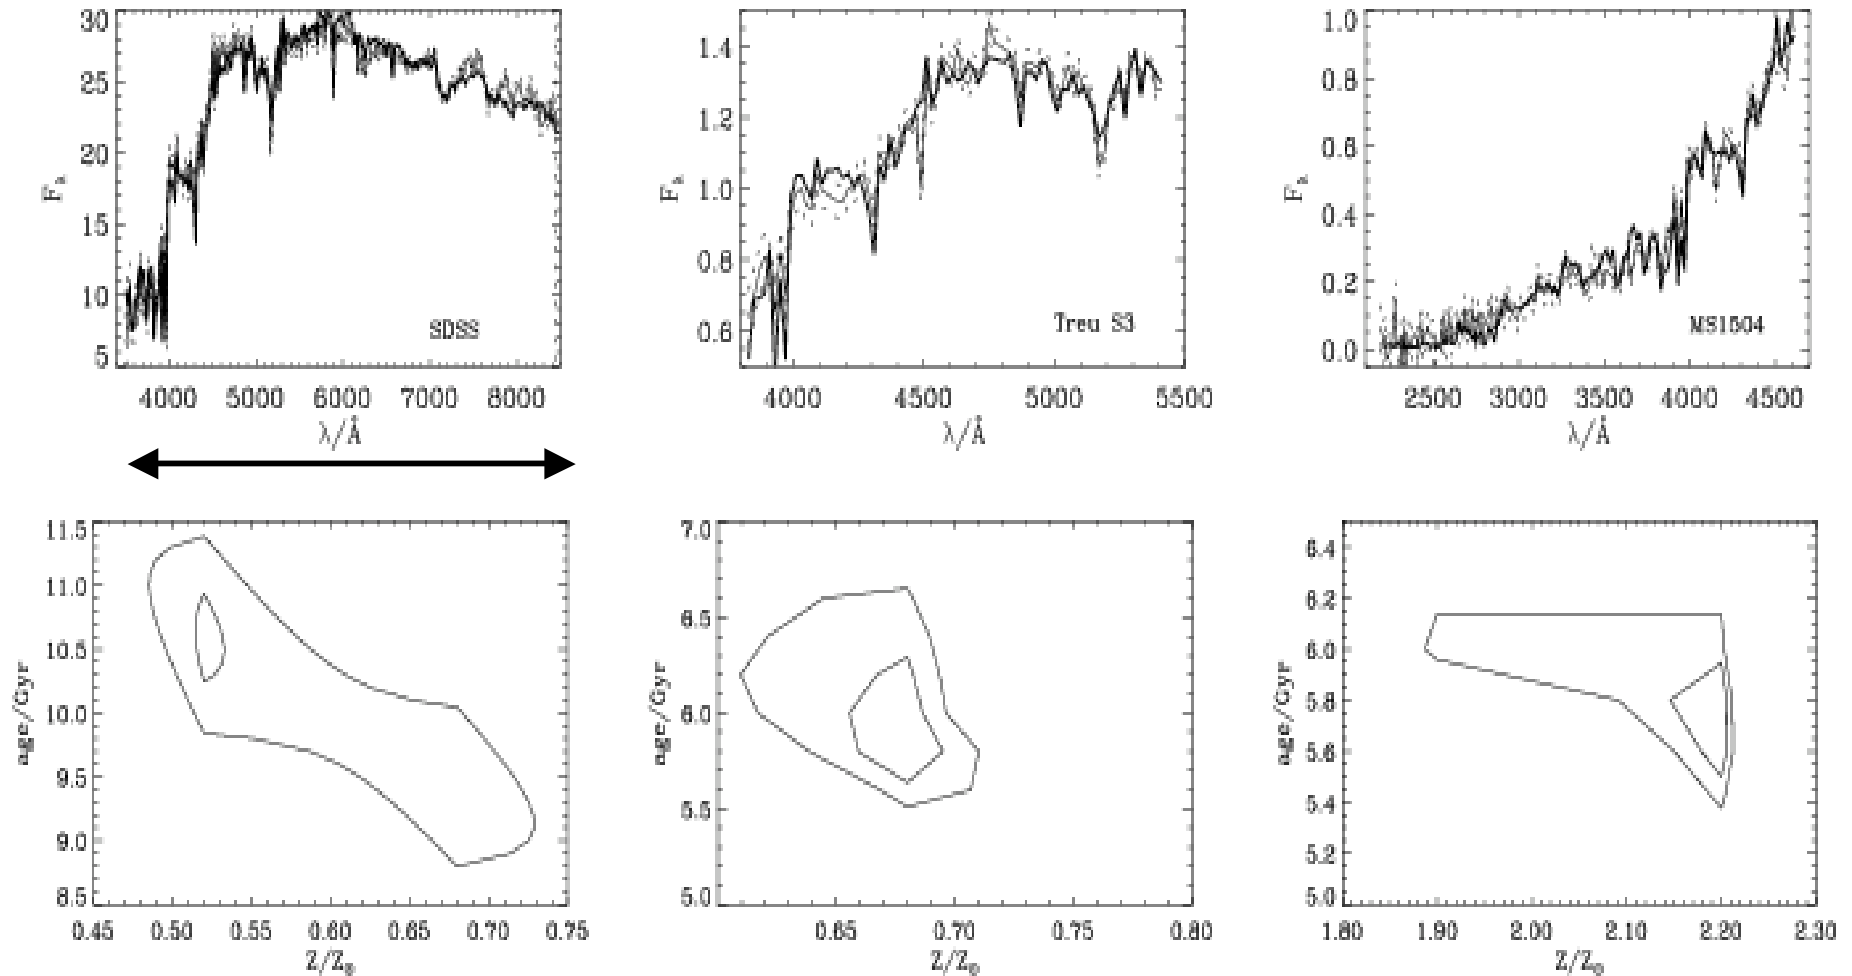 30
25
20
15
10
5
F_λ
SDSS
4000 5000 6000 7000 8000
λ/Å
1.4
1.2
1.0
0.8
0.6
F_λ
Treu S3
4000 4500 5000 5500
λ/Å
1.0
0.8
0.6
0.4
0.2
0.0
F_λ
MS1504
2500 3000 3500 4000 4500
λ/Å
11.5
11.0
10.5
10.0
9.5
9.0
8.5
age/Gyr
0.45 0.50 0.55 0.60 0.65 0.70 0.75
Z/Z⊙
7.0
6.5
6.0
5.5
5.0
age/Gyr
0.65 0.70 0.75 0.80
Z/Z⊙
6.4
6.2
6.0
5.8
5.6
5.4
5.2
5.0
age/Gyr
1.80 1.90 2.00 2.10 2.20 2.30
Z/Z⊙